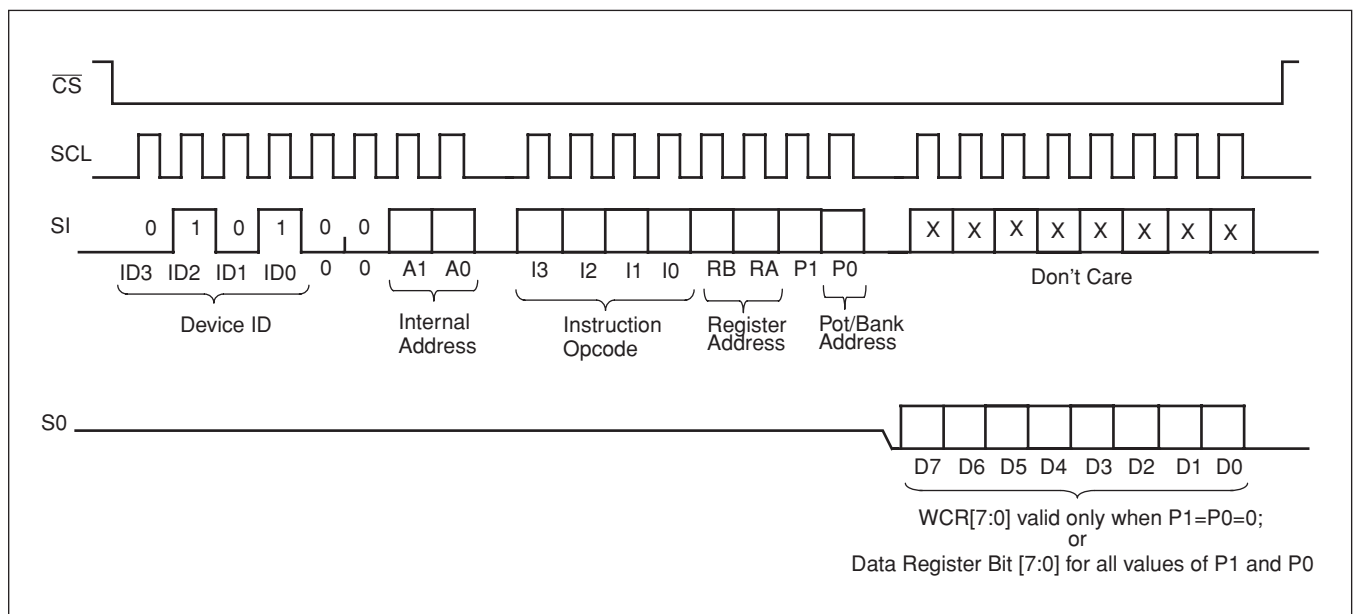 CS
SCL
SI 0 1 0 1 0 0 X X X X X X X X
ID3 ID2 ID1 ID0 0 0 A1 A0 I3 I2 I1 I0 RB RA P1 P0 Don't Care
Device ID Internal Address Instruction Opcode Register Address Pot/Bank Address
S0
D7 D6 D5 D4 D3 D2 D1 D0
WCR[7:0] valid only when P1=P0=0;
or
Data Register Bit [7:0] for all values of P1 and P0